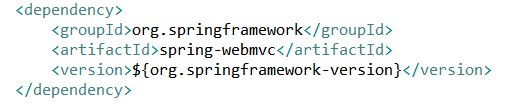 <dependency>
<groupId>org.springframework</groupId>
<artifactId>spring-webmvc</artifactId>
<version>${org.springframework-version}</version>
</dependency>